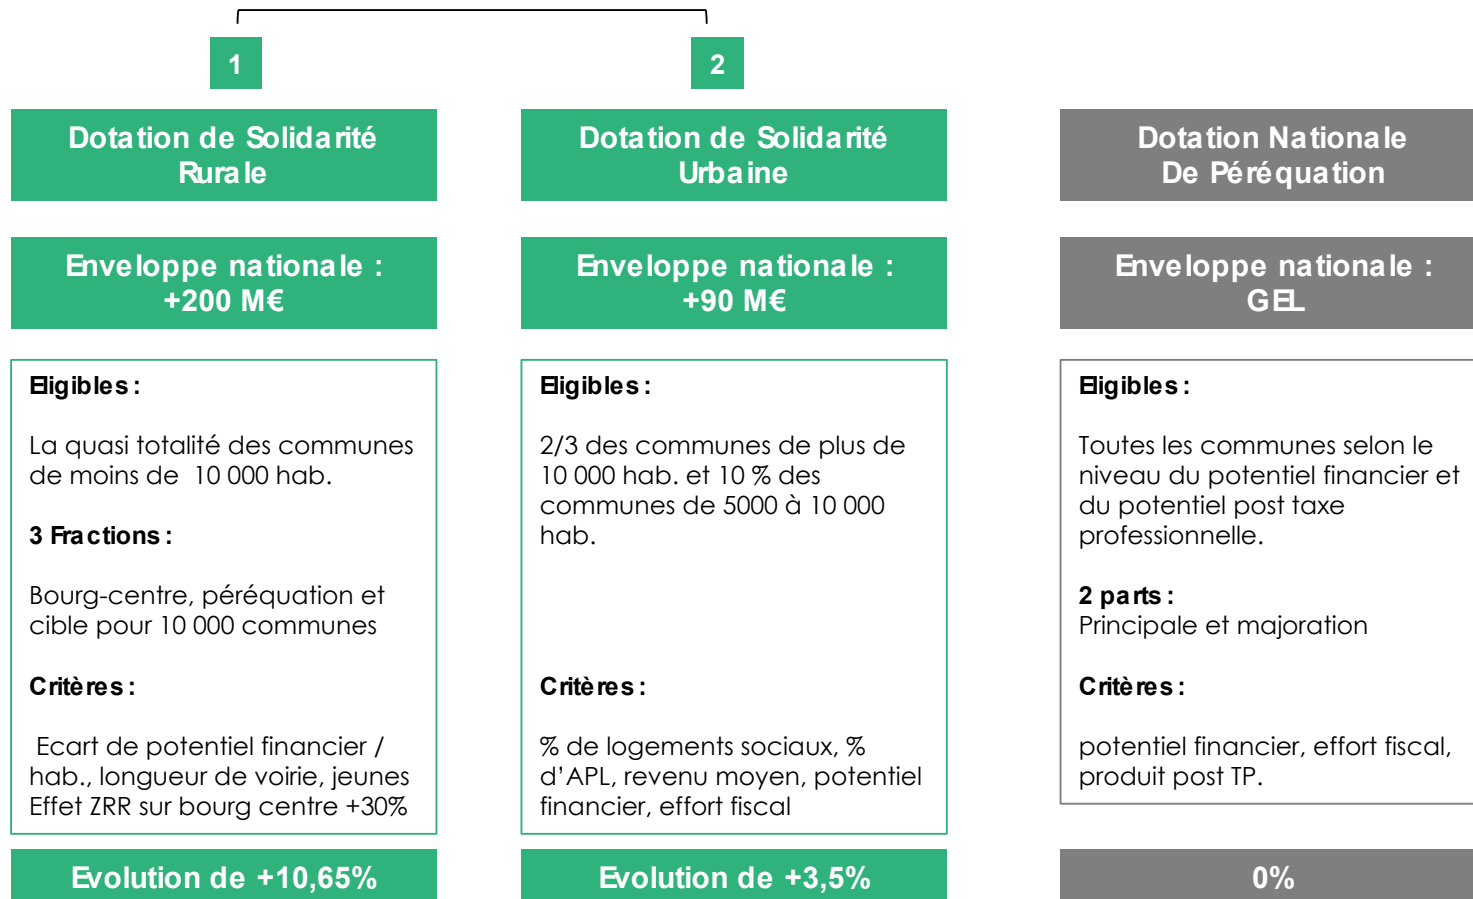 1
Dotation de Solidarité
Rurale
Enveloppe nationale :
+200 M€
Eligibles :
La quasi totalité des communes
de moins de 10 000 hab.
3 Fractions :
Bourg-centre, péréquation et
cible pour 10 000 communes
Critères :
Ecart de potentiel financier /
hab., longueur de voirie, jeunes
Effet ZRR sur bourg centre +30%
Evolution de +10,65%
2
Dotation de Solidarité
Urbaine
Enveloppe nationale :
+90 M€
Eligibles :
2/3 des communes de plus de
10 000 hab. et 10 % des
communes de 5000 à 10 000
hab.
Critères :
% de logements sociaux, %
d’APL, revenu moyen, potentiel
financier, effort fiscal
Evolution de +3,5%
Dotation Nationale
De Péréquation
Enveloppe nationale :
GEL
Eligibles :
Toutes les communes selon le
niveau du potentiel financier et
du potentiel post taxe
professionnelle.
2 parts :
Principale et majoration
Critères :
potentiel financier, effort fiscal,
produit post TP.
0%